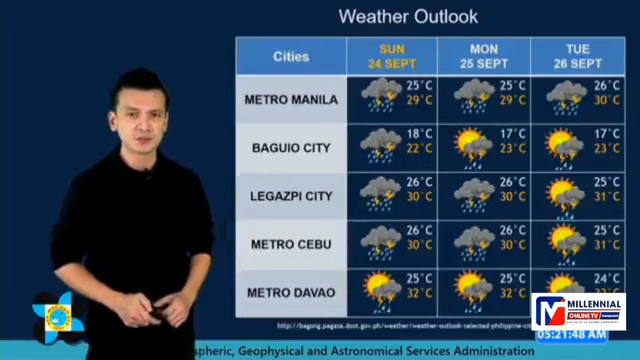 Weather Outlook
Cities SUN 24 SEPT MON 25 SEPT TUE 26 SEPT
METRO MANILA 25°C 29°C 25°C 29°C 26°C 30°C
BAGUIO CITY 18°C 22°C 17°C 23°C 17°C 23°C
LEGAZPI CITY 26°C 30°C 26°C 30°C 25°C 31°C
METRO CEBU 26°C 30°C 26°C 30°C 25°C 31°C
METRO DAVAO 25°C 32°C 25°C 32°C 24°C
http://bagong.pagasa.dost.gov.ph/weather/weather-outlook-selected-philippine-ci
MILLENNIAL
ONLINE TV
05:21:48 AM
spheric, Geophysical and Astronomical Services Administration